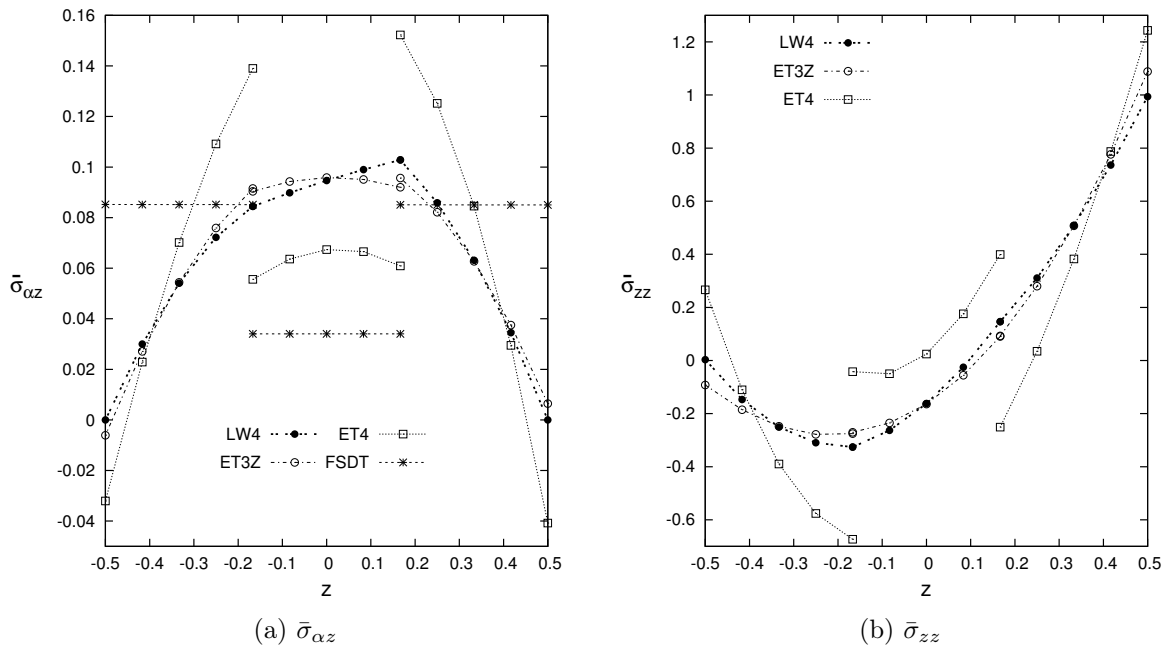 0.16
0.14
0.12
0.1
0.08
0.06
0.04
0.02
0
-0.02
-0.04
σ̄αz
LW4
ET3Z
ET4
FSDT
-0.5 -0.4 -0.3 -0.2 -0.1 0 0.1 0.2 0.3 0.4 0.5
z
(a) σ̄αz
1.2
1
0.8
0.6
0.4
0.2
0
-0.2
-0.4
-0.6
σ̄zz
LW4
ET3Z
ET4
-0.5 -0.4 -0.3 -0.2 -0.1 0 0.1 0.2 0.3 0.4 0.5
z
(b) σ̄zz